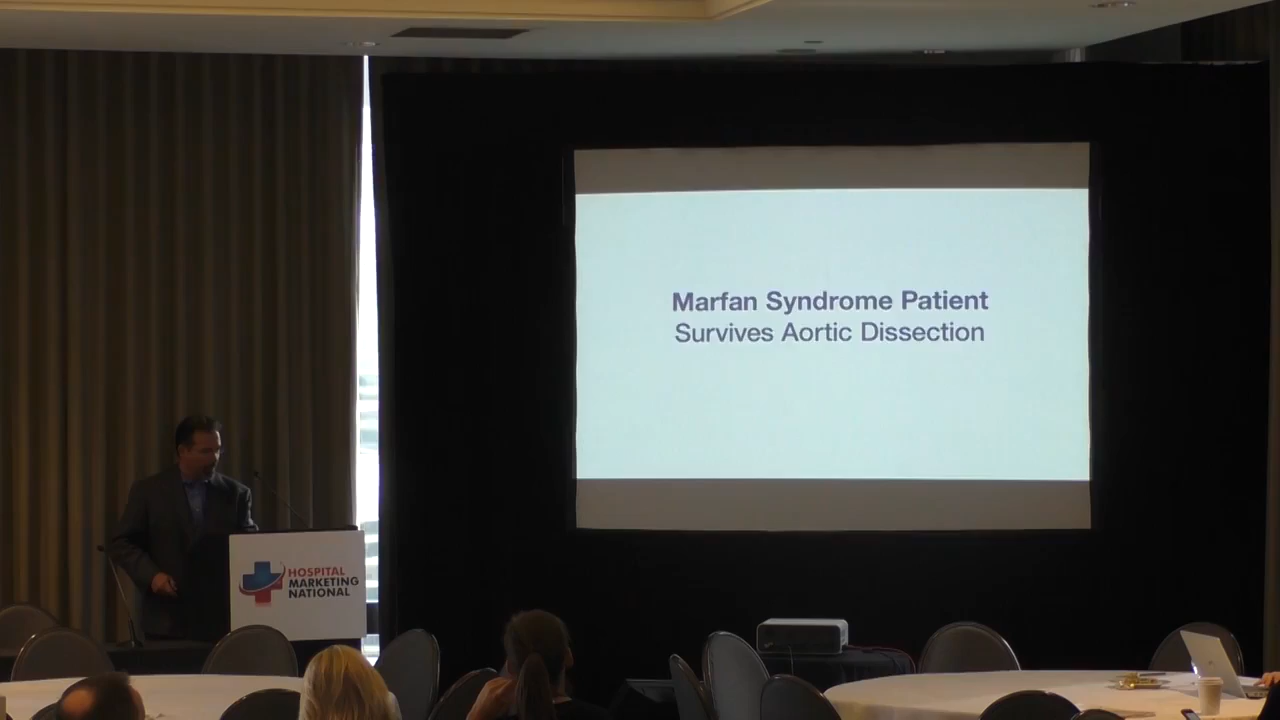 Marfan Syndrome Patient
Survives Aortic Dissection
HOSPITAL
MARKETING
NATIONAL